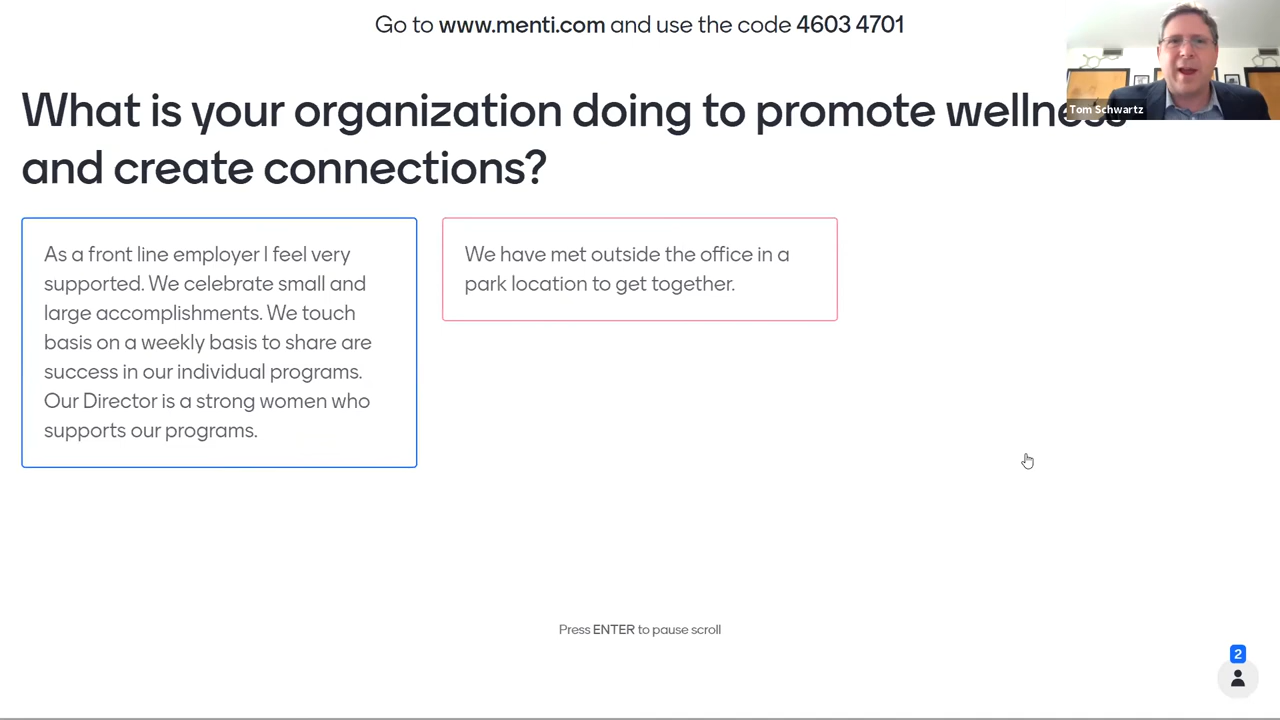 Go to www.menti.com and use the code 4603 4701
Tom Schwartz
What is your organization doing to promote wellness
and create connections?
As a front line employer I feel very
supported. We celebrate small and
large accomplishments. We touch
basis on a weekly basis to share are
success in our individual programs.
Our Director is a strong women who
supports our programs.
We have met outside the office in a
park location to get together.
Press ENTER to pause scroll
2